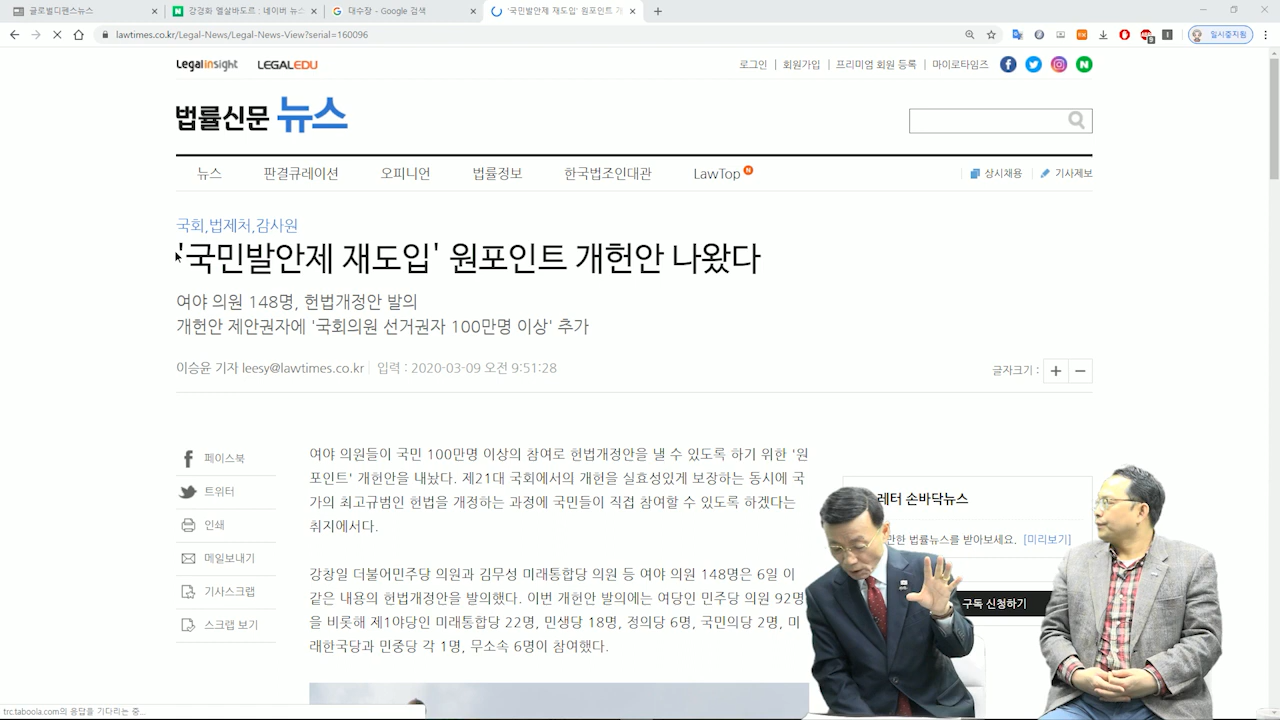 글로벌디펜스뉴스
강경화 엘살바도르 : 네이버 뉴스
대수장 - Google 검색
'국민발안제 재도입' 원포인트 개
lawtimes.co.kr/Legal-News/Legal-News-View?serial=160096
일시중지됨
Legalinsight LEGALEDU
로그인 | 회원가입 | 프리미엄 회원 등록 | 마이로타임즈
법률신문 뉴스
뉴스 판결큐레이션 오피니언 법률정보 한국법조인대관 LawTop N
상시채용 기사제보
국회,법제처,감사원
'국민발안제 재도입' 원포인트 개헌안 나왔다
여야 의원 148명, 헌법개정안 발의
개헌안 제안권자에 '국회의원 선거권자 100만명 이상' 추가
이승윤 기자 leesy@lawtimes.co.kr 입력 : 2020-03-09 오전 9:51:28
글자크기 : + -
페이스북
트위터
인쇄
메일보내기
기사스크랩
스크랩 보기
여야 의원들이 국민 100만명 이상의 참여로 헌법개정안을 낼 수 있도록 하기 위한 '원
포인트' 개헌안을 내놨다. 제21대 국회에서의 개헌을 실효성있게 보장하는 동시에 국
가의 최고규범인 헌법을 개정하는 과정에 국민들이 직접 참여할 수 있도록 하겠다는
취지에서다.
강창일 더불어민주당 의원과 김무성 미래통합당 의원 등 여야 의원 148명은 6일 이
같은 내용의 헌법개정안을 발의했다. 이번 개헌안 발의에는 여당인 민주당 의원 92명
을 비롯해 제1야당인 미래통합당 22명, 민생당 18명, 정의당 6명, 국민의당 2명, 미
래한국당과 민중당 각 1명, 무소속 6명이 참여했다.
레터 손바닥뉴스
만한 법률뉴스를 받아보세요. [미리보기]
구독 신청하기
trc.taboola.com의 응답을 기다리는 중...